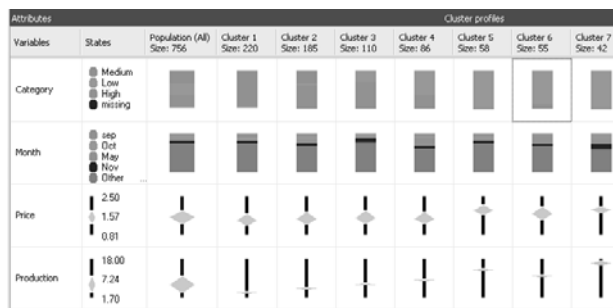 Attributes Cluster profiles
Variables States Population (All) Cluster 1 Cluster 2 Cluster 3 Cluster 4 Cluster 5 Cluster 6 Cluster 7
Size: 756 Size: 220 Size: 185 Size: 110 Size: 86 Size: 58 Size: 55 Size: 42
Category
Medium
Low
High
missing
Month
sep
Oct
May
Nov
Other ...
Price
2.50
1.57
0.81
Production
18.00
7.24
1.70